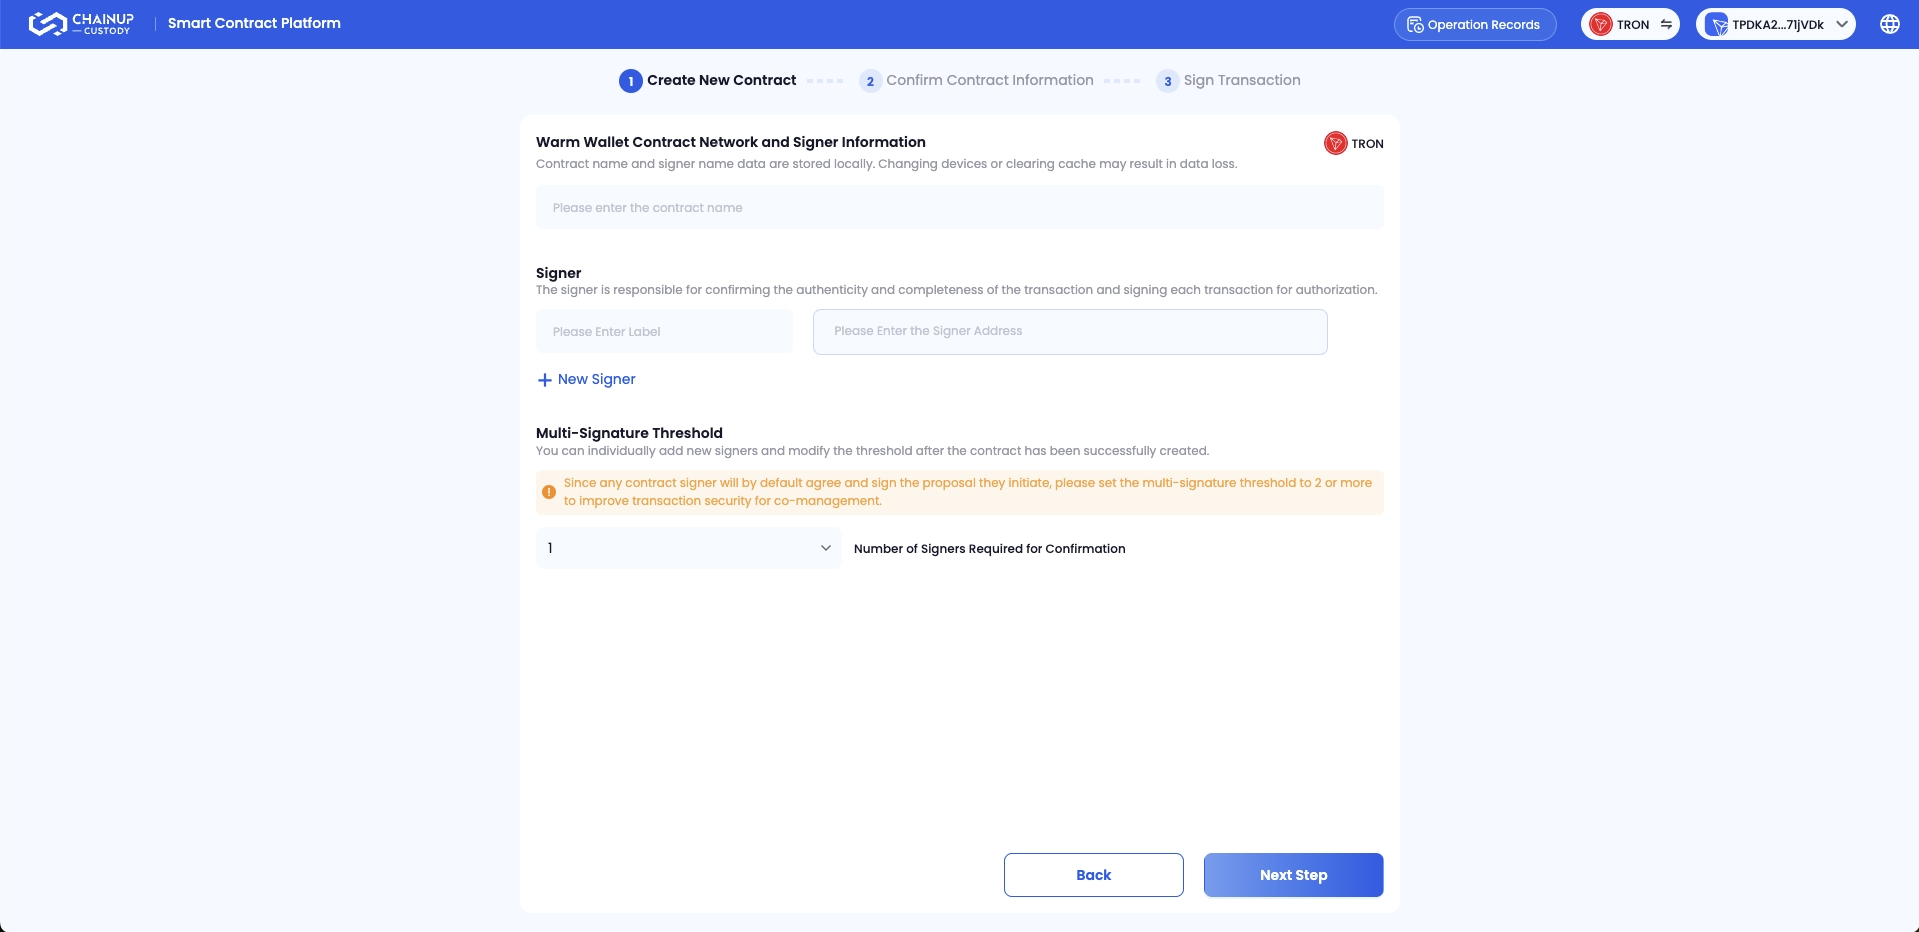 CHAINUP
CUSTODY
Smart Contract Platform
Operation Records
TRON
TPDKA2...71jVDk
1 Create New Contract
2 Confirm Contract Information
3 Sign Transaction
Warm Wallet Contract Network and Signer Information
TRON
Contract name and signer name data are stored locally. Changing devices or clearing cache may result in data loss.
Please enter the contract name
Signer
The signer is responsible for confirming the authenticity and completeness of the transaction and signing each transaction for authorization.
Please Enter Label
Please Enter the Signer Address
+ New Signer
Multi-Signature Threshold
You can individually add new signers and modify the threshold after the contract has been successfully created.
Since any contract signer will by default agree and sign the proposal they initiate, please set the multi-signature threshold to 2 or more
to improve transaction security for co-management.
1
Number of Signers Required for Confirmation
Back
Next Step